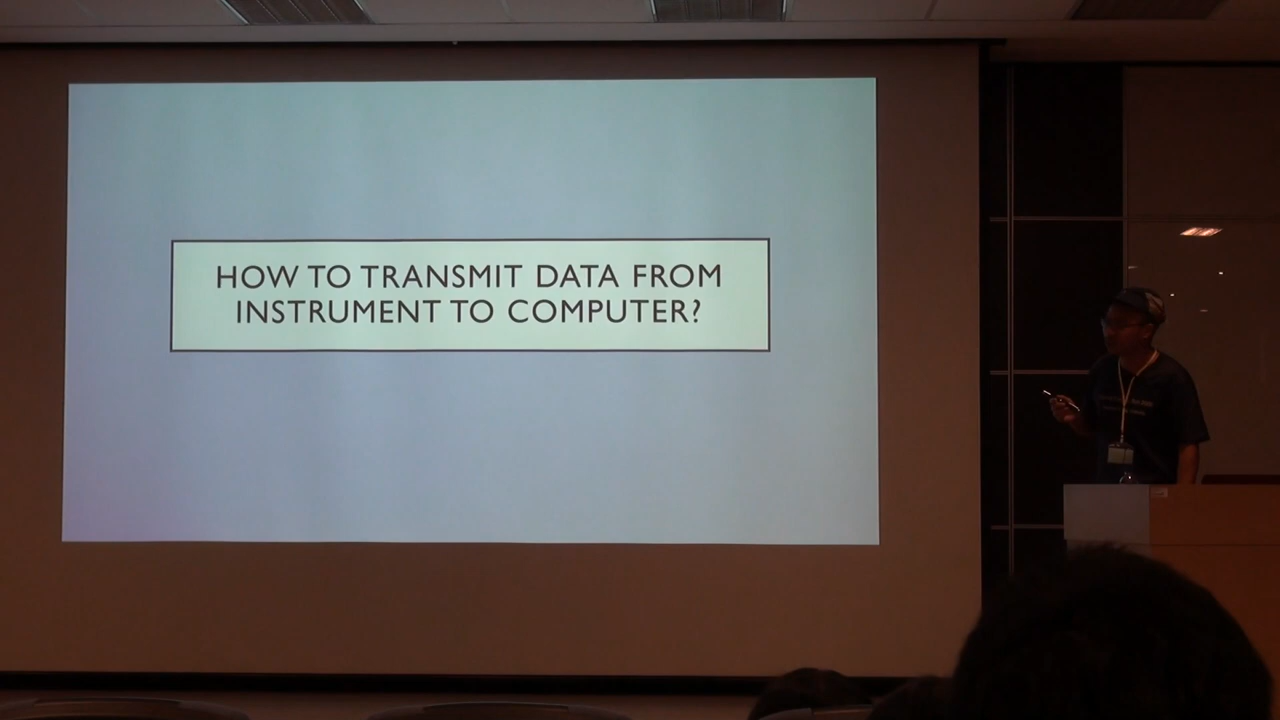 HOW TO TRANSMIT DATA FROM
INSTRUMENT TO COMPUTER?